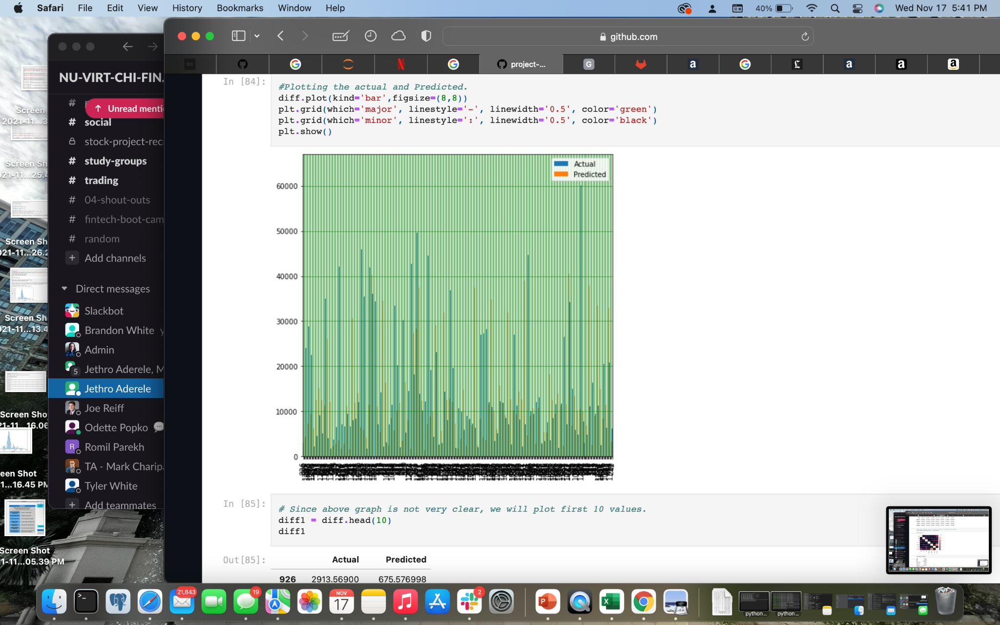 Safari File Edit View History Bookmarks Window Help
40% Wed Nov 17 5:41 PM
github.com
project-...
G
a
a
a
a
NU-VIRT-CHI-FIN.
Unread menti
# social
stock-project-rec
# study-groups
# trading
# 04-shout-outs
# fintech-boot-cam
# random
+ Add channels
Direct messages
Slackbot
Brandon White y
Admin
5 Jethro Aderele, M
Jethro Aderele
Joe Reiff
Odette Popko
R Romil Parekh
TA - Mark Charip
Tyler White
+ Add teammates
Screen
2021-11...3
Screen Sh
021-11...25.4
Screen Sh
021-11...26.2
Screen Sh
021-11...13.4
Screen Sho
21-11...16.06
een Shot
1...16.45 PM
Screen Shot
1-11...05.39 PM
In [84]:
#Plotting the actual and Predicted.
diff.plot(kind='bar',figsize=(8,8))
plt.grid(which='major', linestyle='-', linewidth='0.5', color='green')
plt.grid(which='minor', linestyle=':', linewidth='0.5', color='black')
plt.show()
Actual
Predicted
60000
50000
40000
30000
20000
10000
0
In [85]:
# Since above graph is not very clear, we will plot first 10 values.
diff1 = diff.head(10)
diff1
Out[85]:
Actual Predicted
926 2913.56900 675.576998
21,843
19
NOV
17
2
P
X
CSV
python...
python...